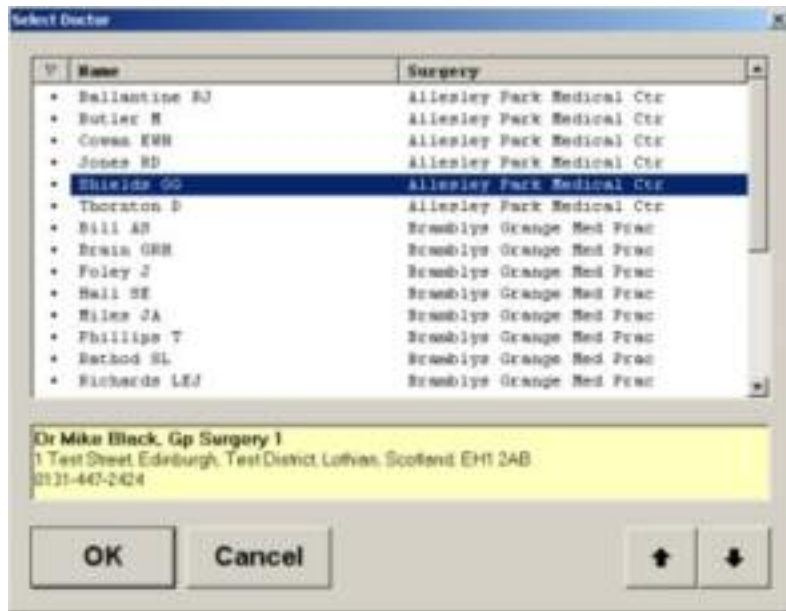 Select Doctor
Name Surgery
Ballantine RJ Allesley Park Medical Ctr
Butler M Allesley Park Medical Ctr
Cowan EWN Allesley Park Medical Ctr
Jones RD Allesley Park Medical Ctr
Shields GG Allesley Park Medical Ctr
Thornton D Allesley Park Medical Ctr
Bill Bramblys Grange Med Prac
Brain GRH Bramblys Grange Med Prac
Foley J Bramblys Grange Med Prac
Hall SE Bramblys Grange Med Prac
Miles JA Bramblys Grange Med Prac
Phillips T Bramblys Grange Med Prac
Rathod SL Bramblys Grange Med Prac
Richards LEJ Bramblys Grange Med Prac
Dr Mike Black, Gp Surgery 1
1 Test Street, Edinburgh, Test District, Lothian, Scotland, EH1 2AB
0131-447-2424
OK Cancel